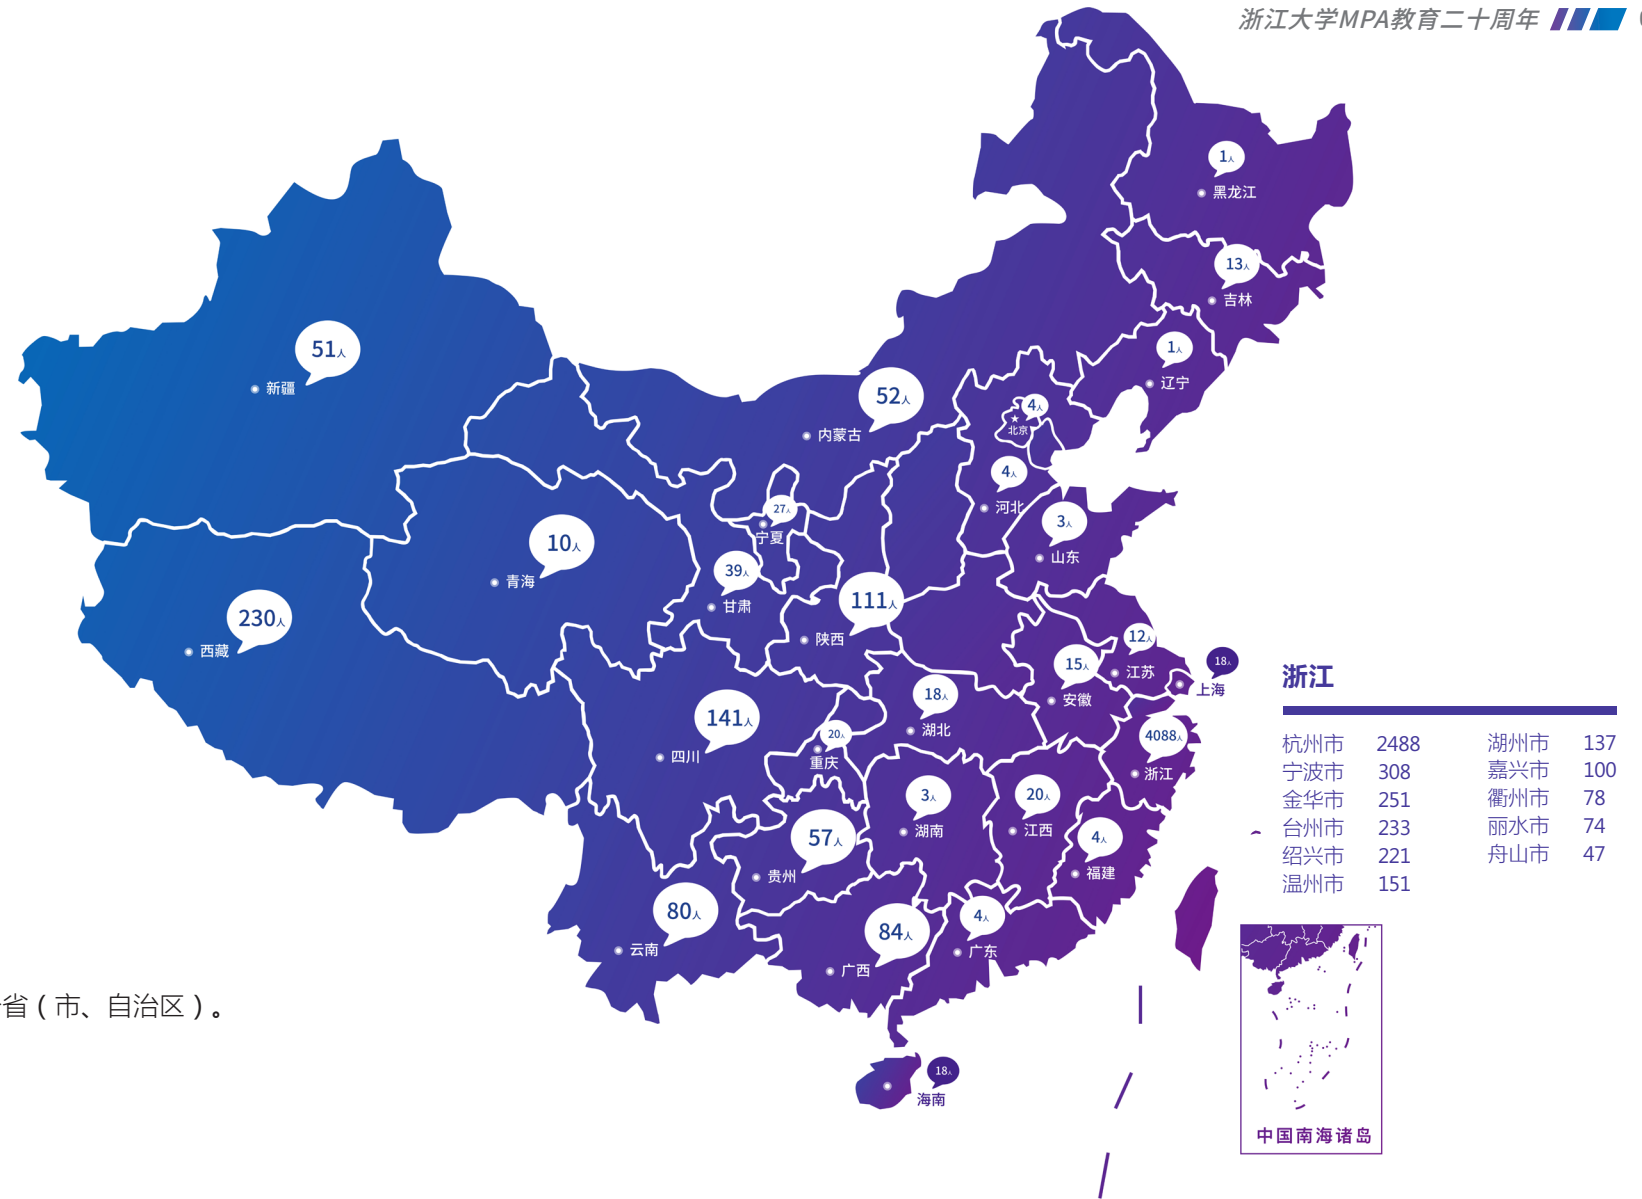 浙江大学MPA教育二十周年
1人
黑龙江
13人
吉林
1人
辽宁
51人
新疆
52人
内蒙古
4人
北京
4人
河北
3人
山东
27人
宁夏
10人
青海
39人
甘肃
111人
陕西
230人
西藏
12人
江苏
18人
上海
15人
安徽
18人
湖北
141人
四川
20人
重庆
4088人
浙江
3人
湖南
20人
江西
57人
贵州
4人
福建
80人
云南
84人
广西
4人
广东
18人
海南
浙江
杭州市 2488 湖州市 137
宁波市 308 嘉兴市 100
金华市 251 衢州市 78
台州市 233 丽水市 74
绍兴市 221 舟山市 47
温州市 151
省（市、自治区）。
中国南海诸岛